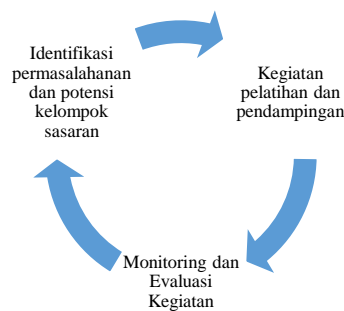 Identifikasi
permasalahanan
dan potensi
kelompok
sasaran
Kegiatan
pelatihan dan
pendampingan
Monitoring dan
Evaluasi
Kegiatan